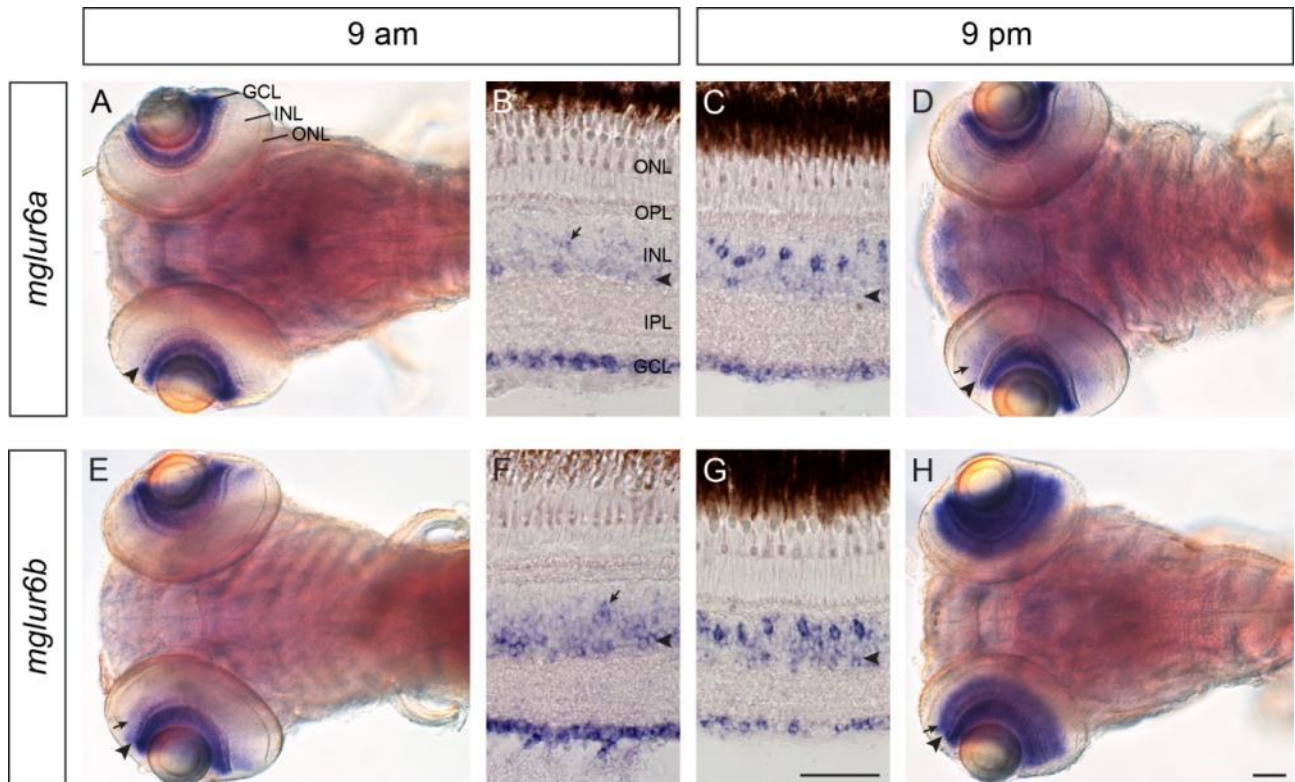 9 am
9 pm
mglur6a
A
GCL
INL
ONL
B
ONL
OPL
INL
IPL
GCL
C
D
mglur6b
E
F
G
H